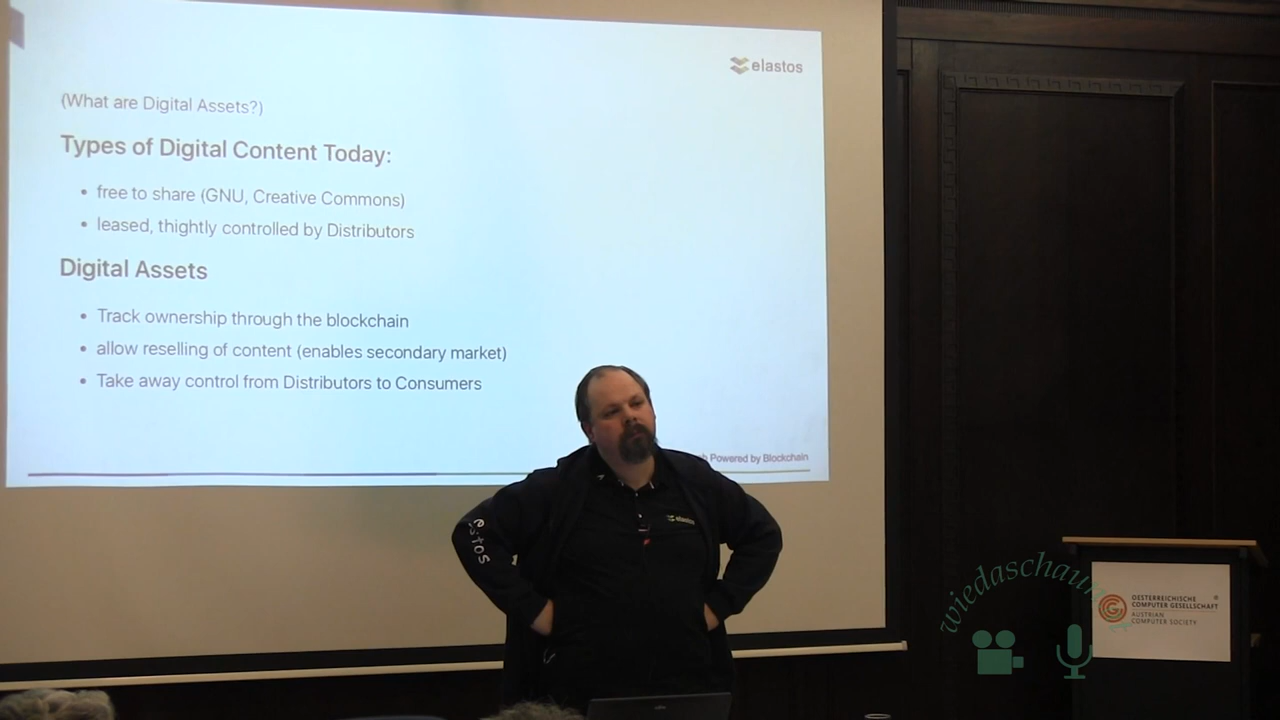 elastos
(What are Digital Assets?)
Types of Digital Content Today:
• free to share (GNU, Creative Commons)
• leased, thightly controlled by Distributors
Digital Assets
• Track ownership through the blockchain
• allow reselling of content (enables secondary market)
• Take away control from Distributors to Consumers
Powered by Blockchain
elastos
wiedaschaun
OESTERREICHISCHE
COMPUTER GESELLSCHAFT
AUSTRIAN
COMPUTER SOCIETY